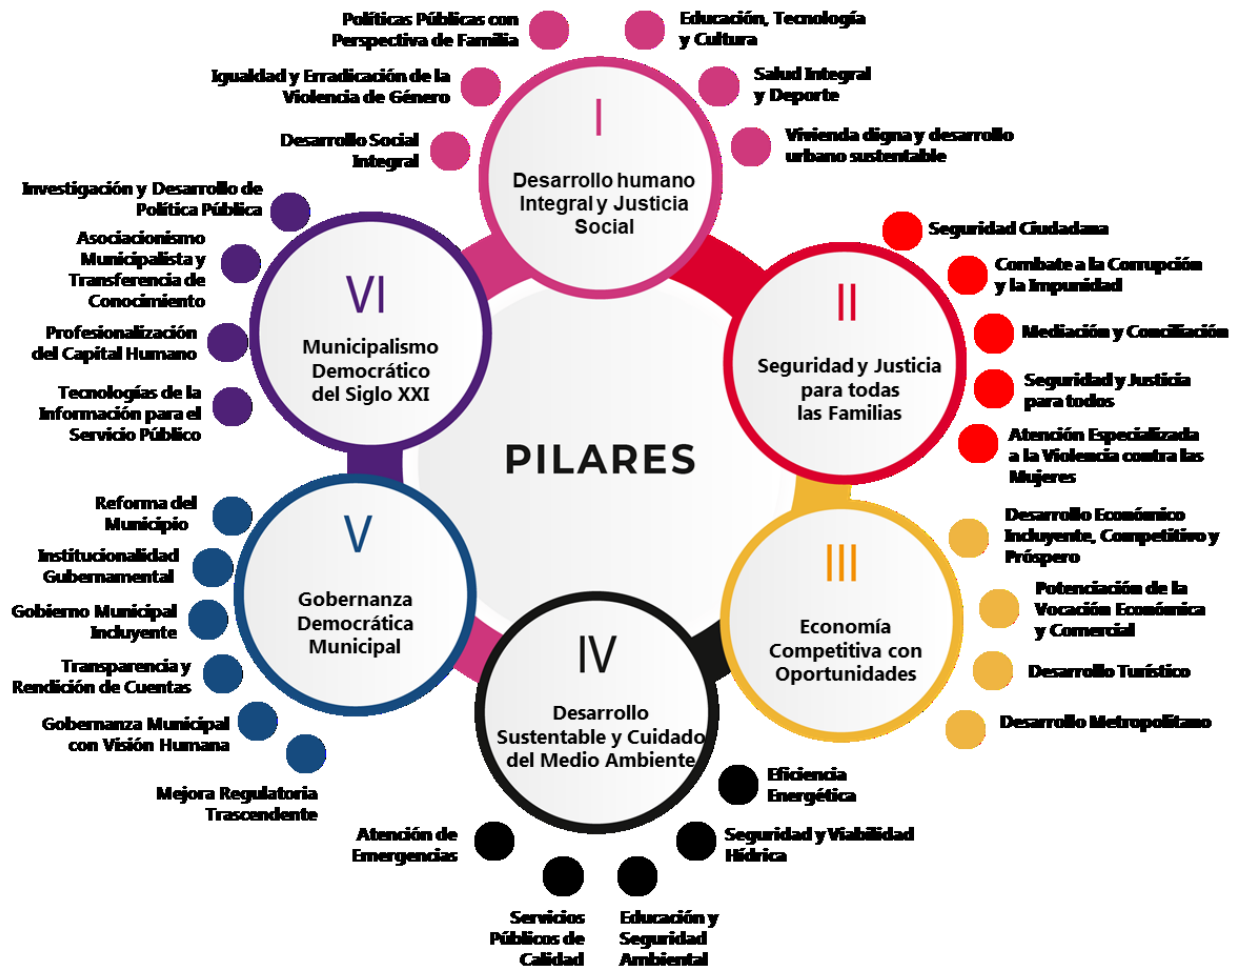 Políticas Públicas con
Perspectiva de Familia
Igualdad y Erradicación de la
Violencia de Género
Desarrollo Social
Integral
Educación, Tecnología
y Cultura
Salud Integral
y Deporte
Vivienda digna y desarrollo
urbano sustentable
I
Desarrollo humano
Integral y Justicia
Social
Seguridad Ciudadana
Combate a la Corrupción
y la Impunidad
Mediación y Conciliación
Seguridad y Justicia
para todos
Atención Especializada
a la Violencia contra las
Mujeres
II
Seguridad y Justicia
para todas
las Familias
Investigación y Desarrollo de
Política Pública
Asociacionismo
Municipalista y
Transferencia de
Conocimiento
Profesionalización
del Capital Humano
Tecnologías de la
Información para el
Servicio Público
VI
Municipalismo
Democrático
del Siglo XXI
PILARES
Reforma del
Municipio
Institucionalidad
Gubernamental
Gobierno Municipal
Incluyente
Transparencia y
Rendición de Cuentas
Gobernanza Municipal
con Visión Humana
Mejora Regulatoria
Trascendente
V
Gobernanza
Democrática
Municipal
III
Economía
Competitiva con
Oportunidades
Desarrollo Económico
Incluyente, Competitivo y
Próspero
Potenciación de la
Vocación Económica
y Comercial
Desarrollo Turístico
Desarrollo Metropolitano
IV
Desarrollo
Sustentable y Cuidado
del Medio Ambiente
Eficiencia
Energética
Seguridad y Viabilidad
Hídrica
Atención de
Emergencias
Servicios
Públicos de
Calidad
Educación y
Seguridad
Ambiental